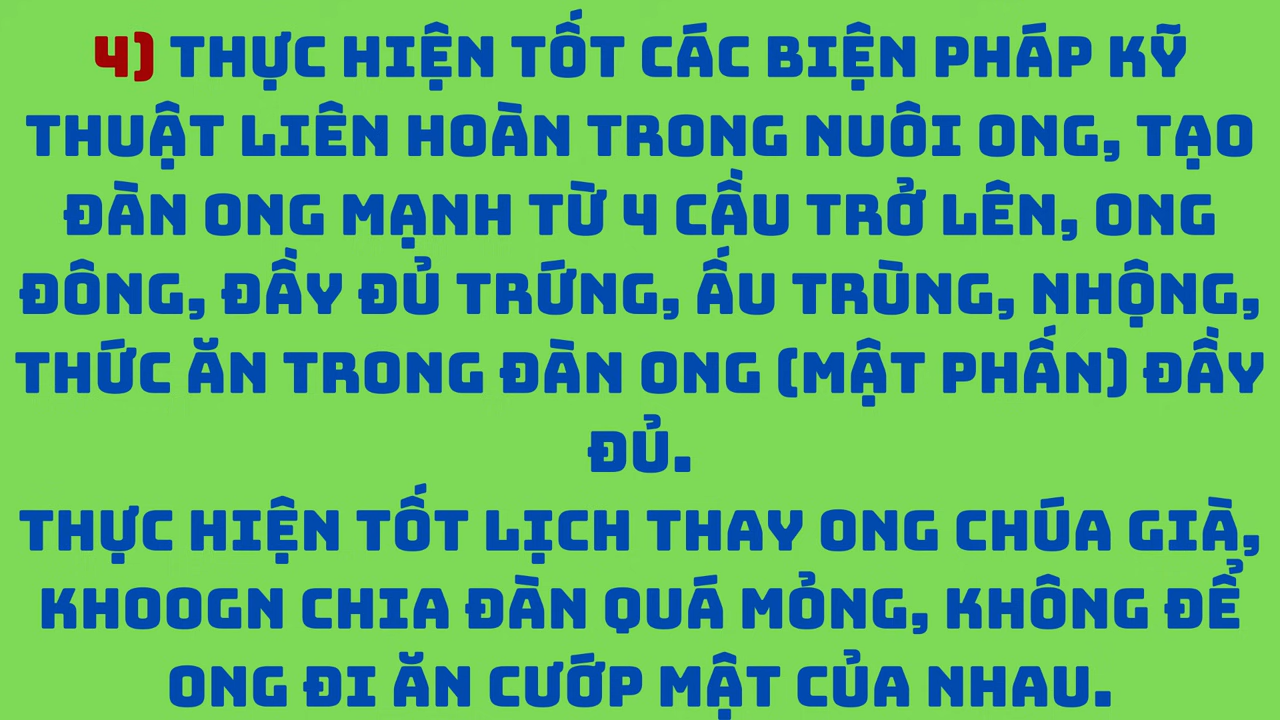 4) THỰC HIỆN TỐT CÁC BIỆN PHÁP KỸ
THUẬT LIÊN HOÀN TRONG NUÔI ONG, TẠO
ĐÀN ONG MẠNH TỪ 4 CẦU TRỞ LÊN, ONG
ĐÔNG, ĐẦY ĐỦ TRỨNG, ẤU TRÙNG, NHỘNG,
THỨC ĂN TRONG ĐÀN ONG (MẬT PHẤN) ĐẦY
ĐỦ.
THỰC HIỆN TỐT LỊCH THAY ONG CHÚA GIÀ,
KHOOGN CHIA ĐÀN QUÁ MỎNG, KHÔNG ĐỂ
ONG ĐI ĂN CƯỚP MẬT CỦA NHAU.